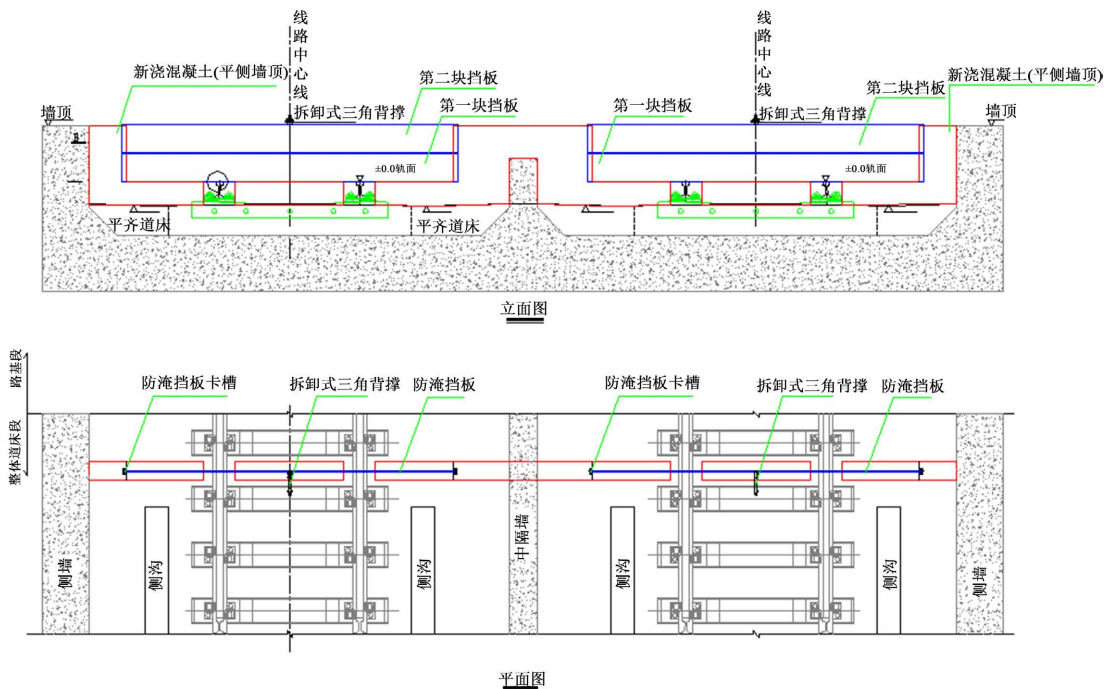 线路中心线
线路中心线
新浇混凝土(平侧墙顶)
第二块挡板
新浇混凝土(平侧墙顶)
第二块挡板
墙顶
拆卸式三角背撑
第一块挡板
第一块挡板
拆卸式三角背撑
墙顶
±0.0轨面
±0.0轨面
平齐道床
平齐道床
立面图
路基段
整体道床段
防淹挡板卡槽
拆卸式三角背撑
防淹挡板
防淹挡板卡槽
拆卸式三角背撑
防淹挡板
侧墙
侧沟
侧沟
中隔墙
侧沟
侧沟
侧墙
平面图